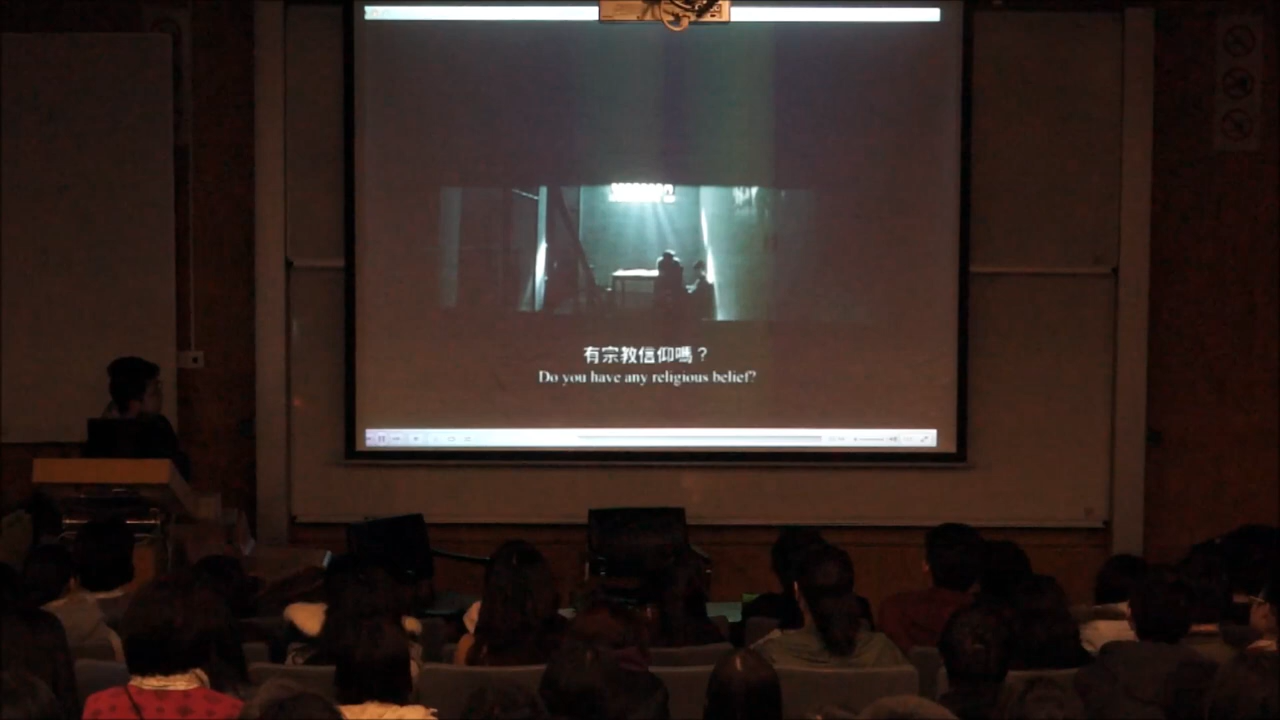 有宗教信仰嗎？
Do you have any religious belief?